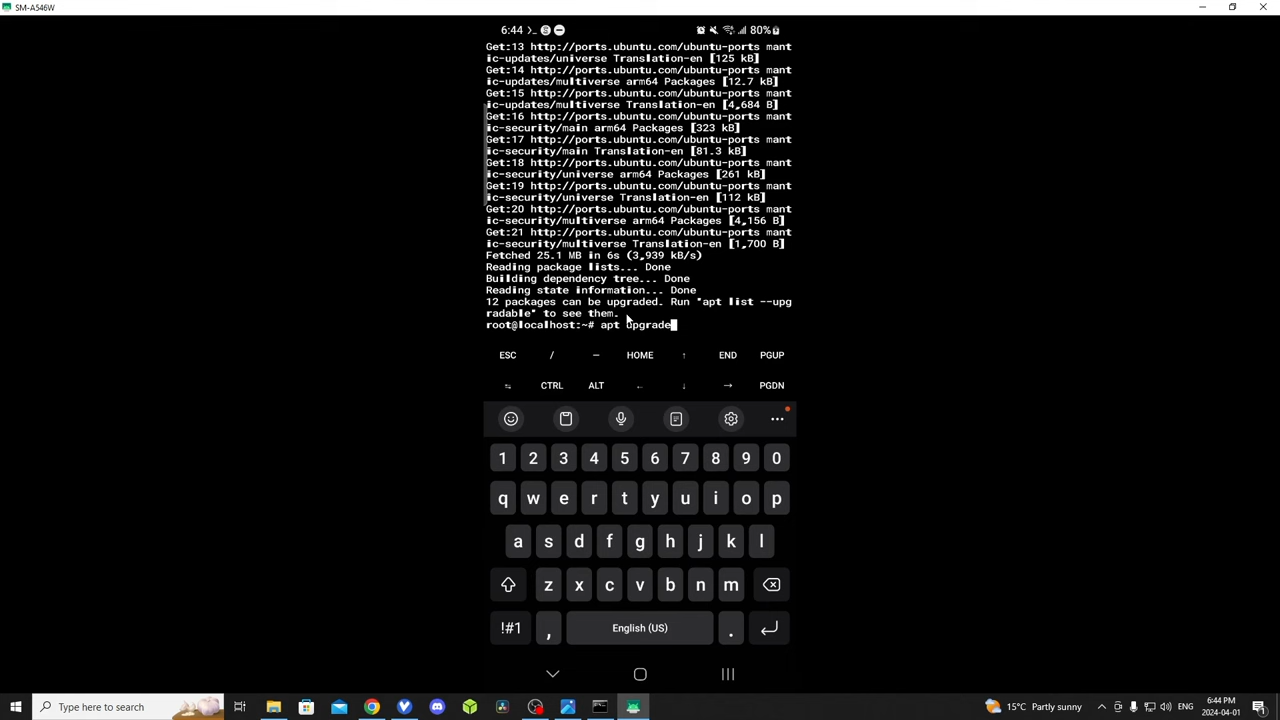 SM-A546W
6:44
80%
Get:13 http://ports.ubuntu.com/ubuntu-ports mant
ic-updates/universe Translation-en [125 kB]
Get:14 http://ports.ubuntu.com/ubuntu-ports mant
ic-updates/multiverse arm64 Packages [12.7 kB]
Get:15 http://ports.ubuntu.com/ubuntu-ports mant
ic-updates/multiverse Translation-en [4,684 B]
Get:16 http://ports.ubuntu.com/ubuntu-ports mant
ic-security/main arm64 Packages [323 kB]
Get:17 http://ports.ubuntu.com/ubuntu-ports mant
ic-security/main Translation-en [81.3 kB]
Get:18 http://ports.ubuntu.com/ubuntu-ports mant
ic-security/universe arm64 Packages [261 kB]
Get:19 http://ports.ubuntu.com/ubuntu-ports mant
ic-security/universe Translation-en [112 kB]
Get:20 http://ports.ubuntu.com/ubuntu-ports mant
ic-security/multiverse arm64 Packages [4,156 B]
Get:21 http://ports.ubuntu.com/ubuntu-ports mant
ic-security/multiverse Translation-en [1,700 B]
Fetched 25.1 MB in 6s (3,939 kB/s)
Reading package lists... Done
Building dependency tree... Done
Reading state information... Done
12 packages can be upgraded. Run "apt list --upg
radable" to see them.
root@localhost:~# apt upgrade
ESC / – HOME ↑ END PGUP
⇆ CTRL ALT ← ↓ → PGDN
1 2 3 4 5 6 7 8 9 0
q w e r t y u i o p
a s d f g h j k l
z x c v b n m
!#1 , English (US) .
Type here to search
15°C Partly sunny
ENG
6:44 PM
2024-04-01